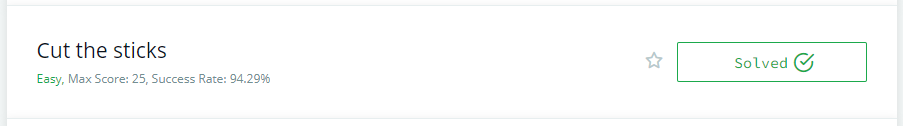 Cut the sticks
Solved
Easy, Max Score: 25, Success Rate: 94.29%